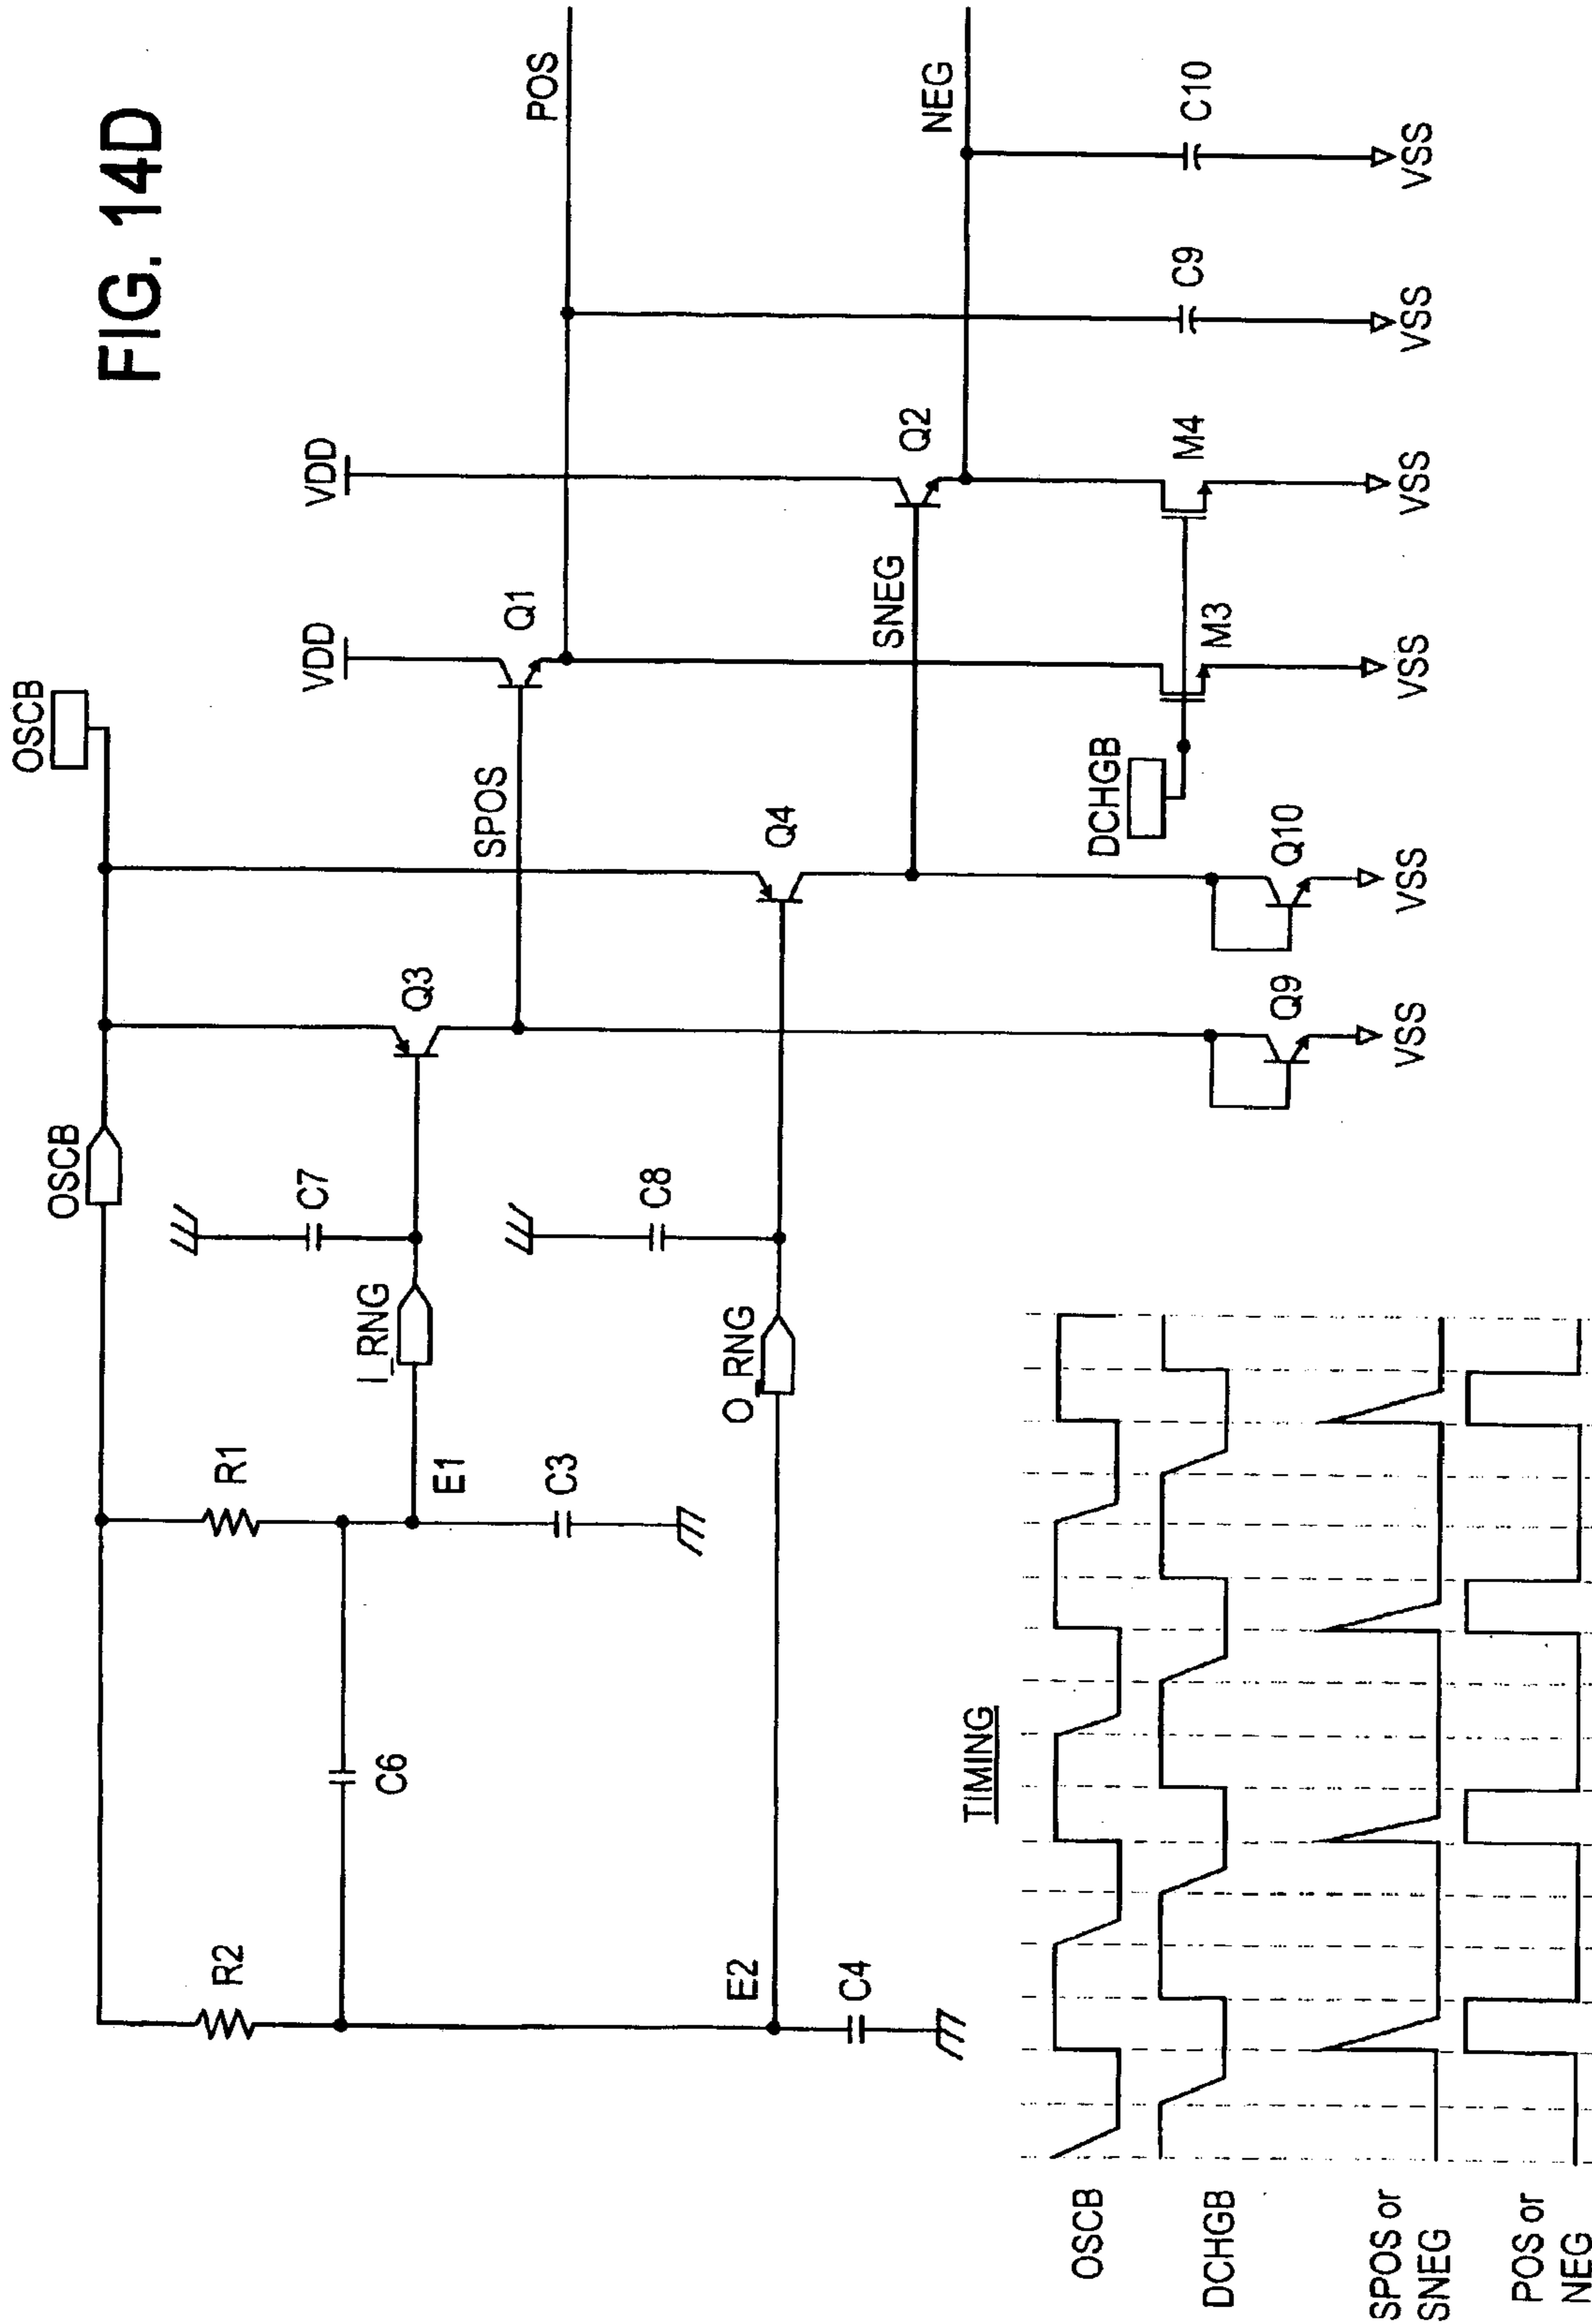 FIG. 14D
OSCB
OSCB
VDD
VDD
POS
NEG
R2
R1
C6
E1
C3
I_RNG
C7
Q3
SPOS
Q1
Q2
SNEG
E2
C4
O_RNG
C8
Q4
DCHGB
Q9
Q10
M3
M4
C9
C10
VSS
VSS
VSS
VSS
VSS
VSS
TIMING
OSCB
DCHGB
SPOS or
SNEG
POS or
NEG